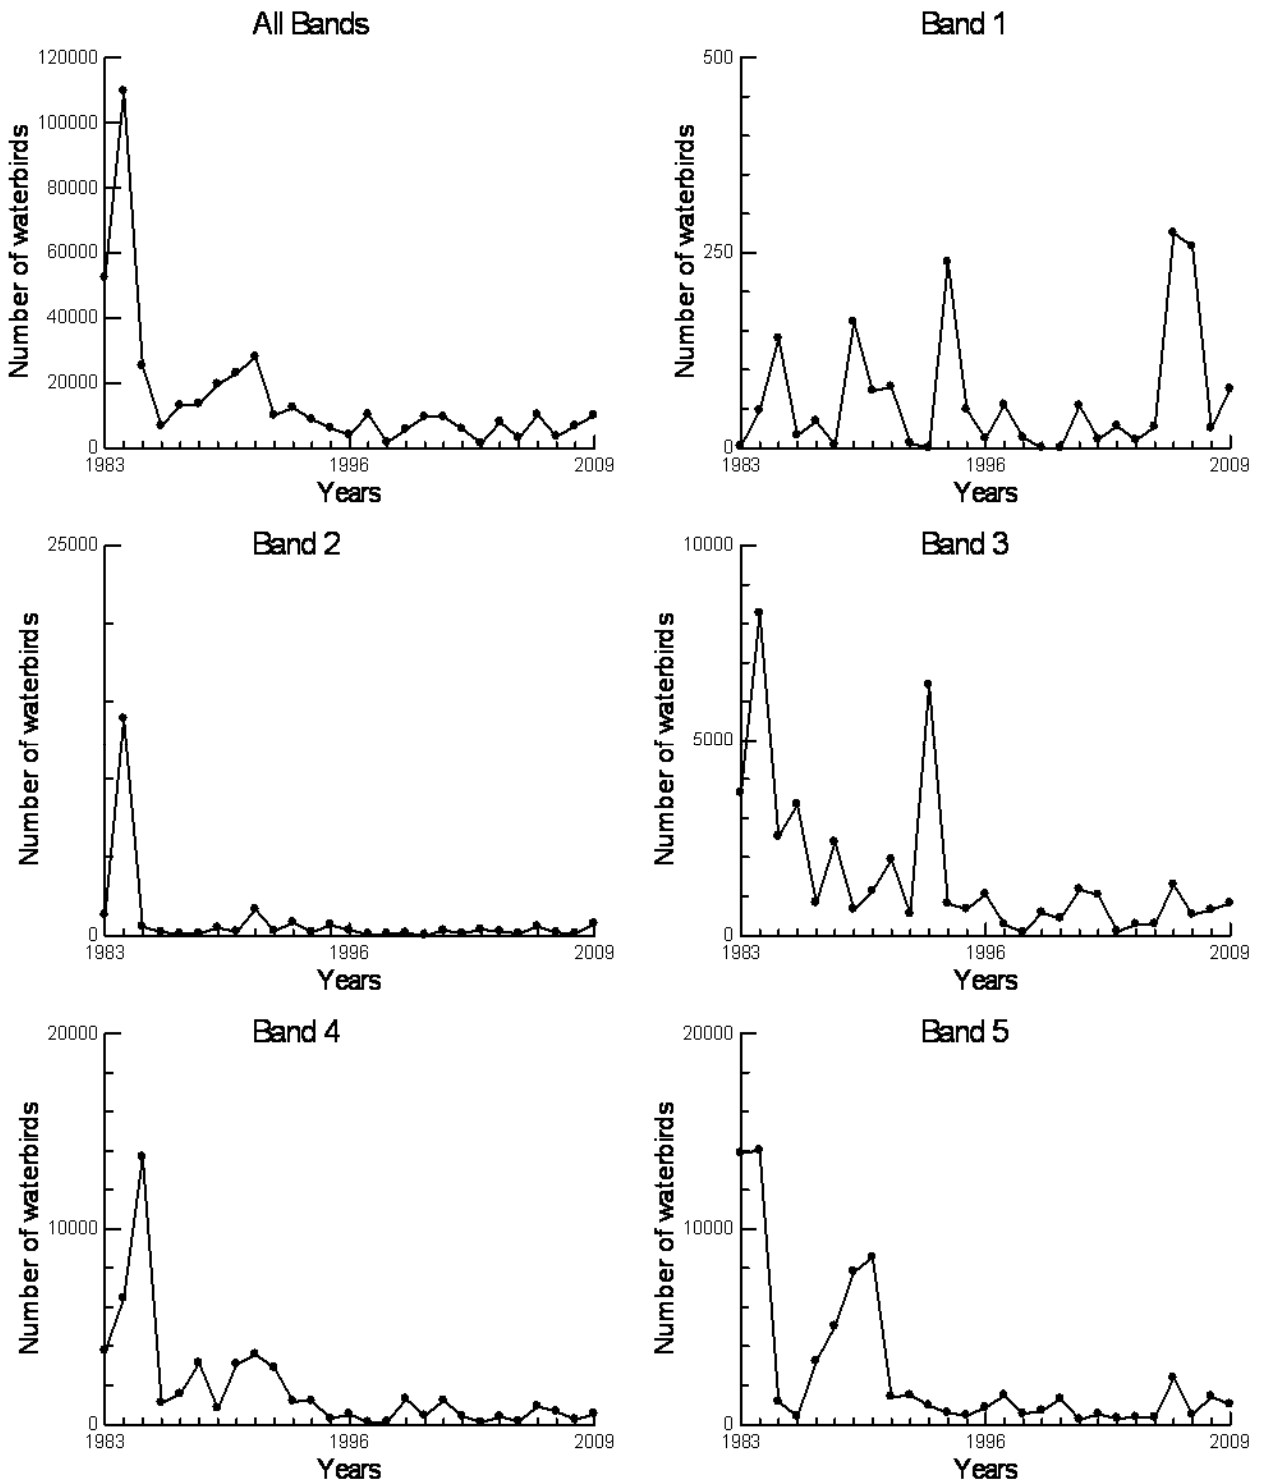 All Bands
120000
100000
80000
60000
40000
20000
0
Number of waterbirds
1983
1996
2009
Years
Band 1
500
250
0
Number of waterbirds
1983
1996
2009
Years
Band 2
25000
0
Number of waterbirds
1983
1996
2009
Years
Band 3
10000
5000
0
Number of waterbirds
1983
1996
2009
Years
Band 4
20000
10000
0
Number of waterbirds
1983
1996
2009
Years
Band 5
20000
10000
0
Number of waterbirds
1983
1996
2009
Years